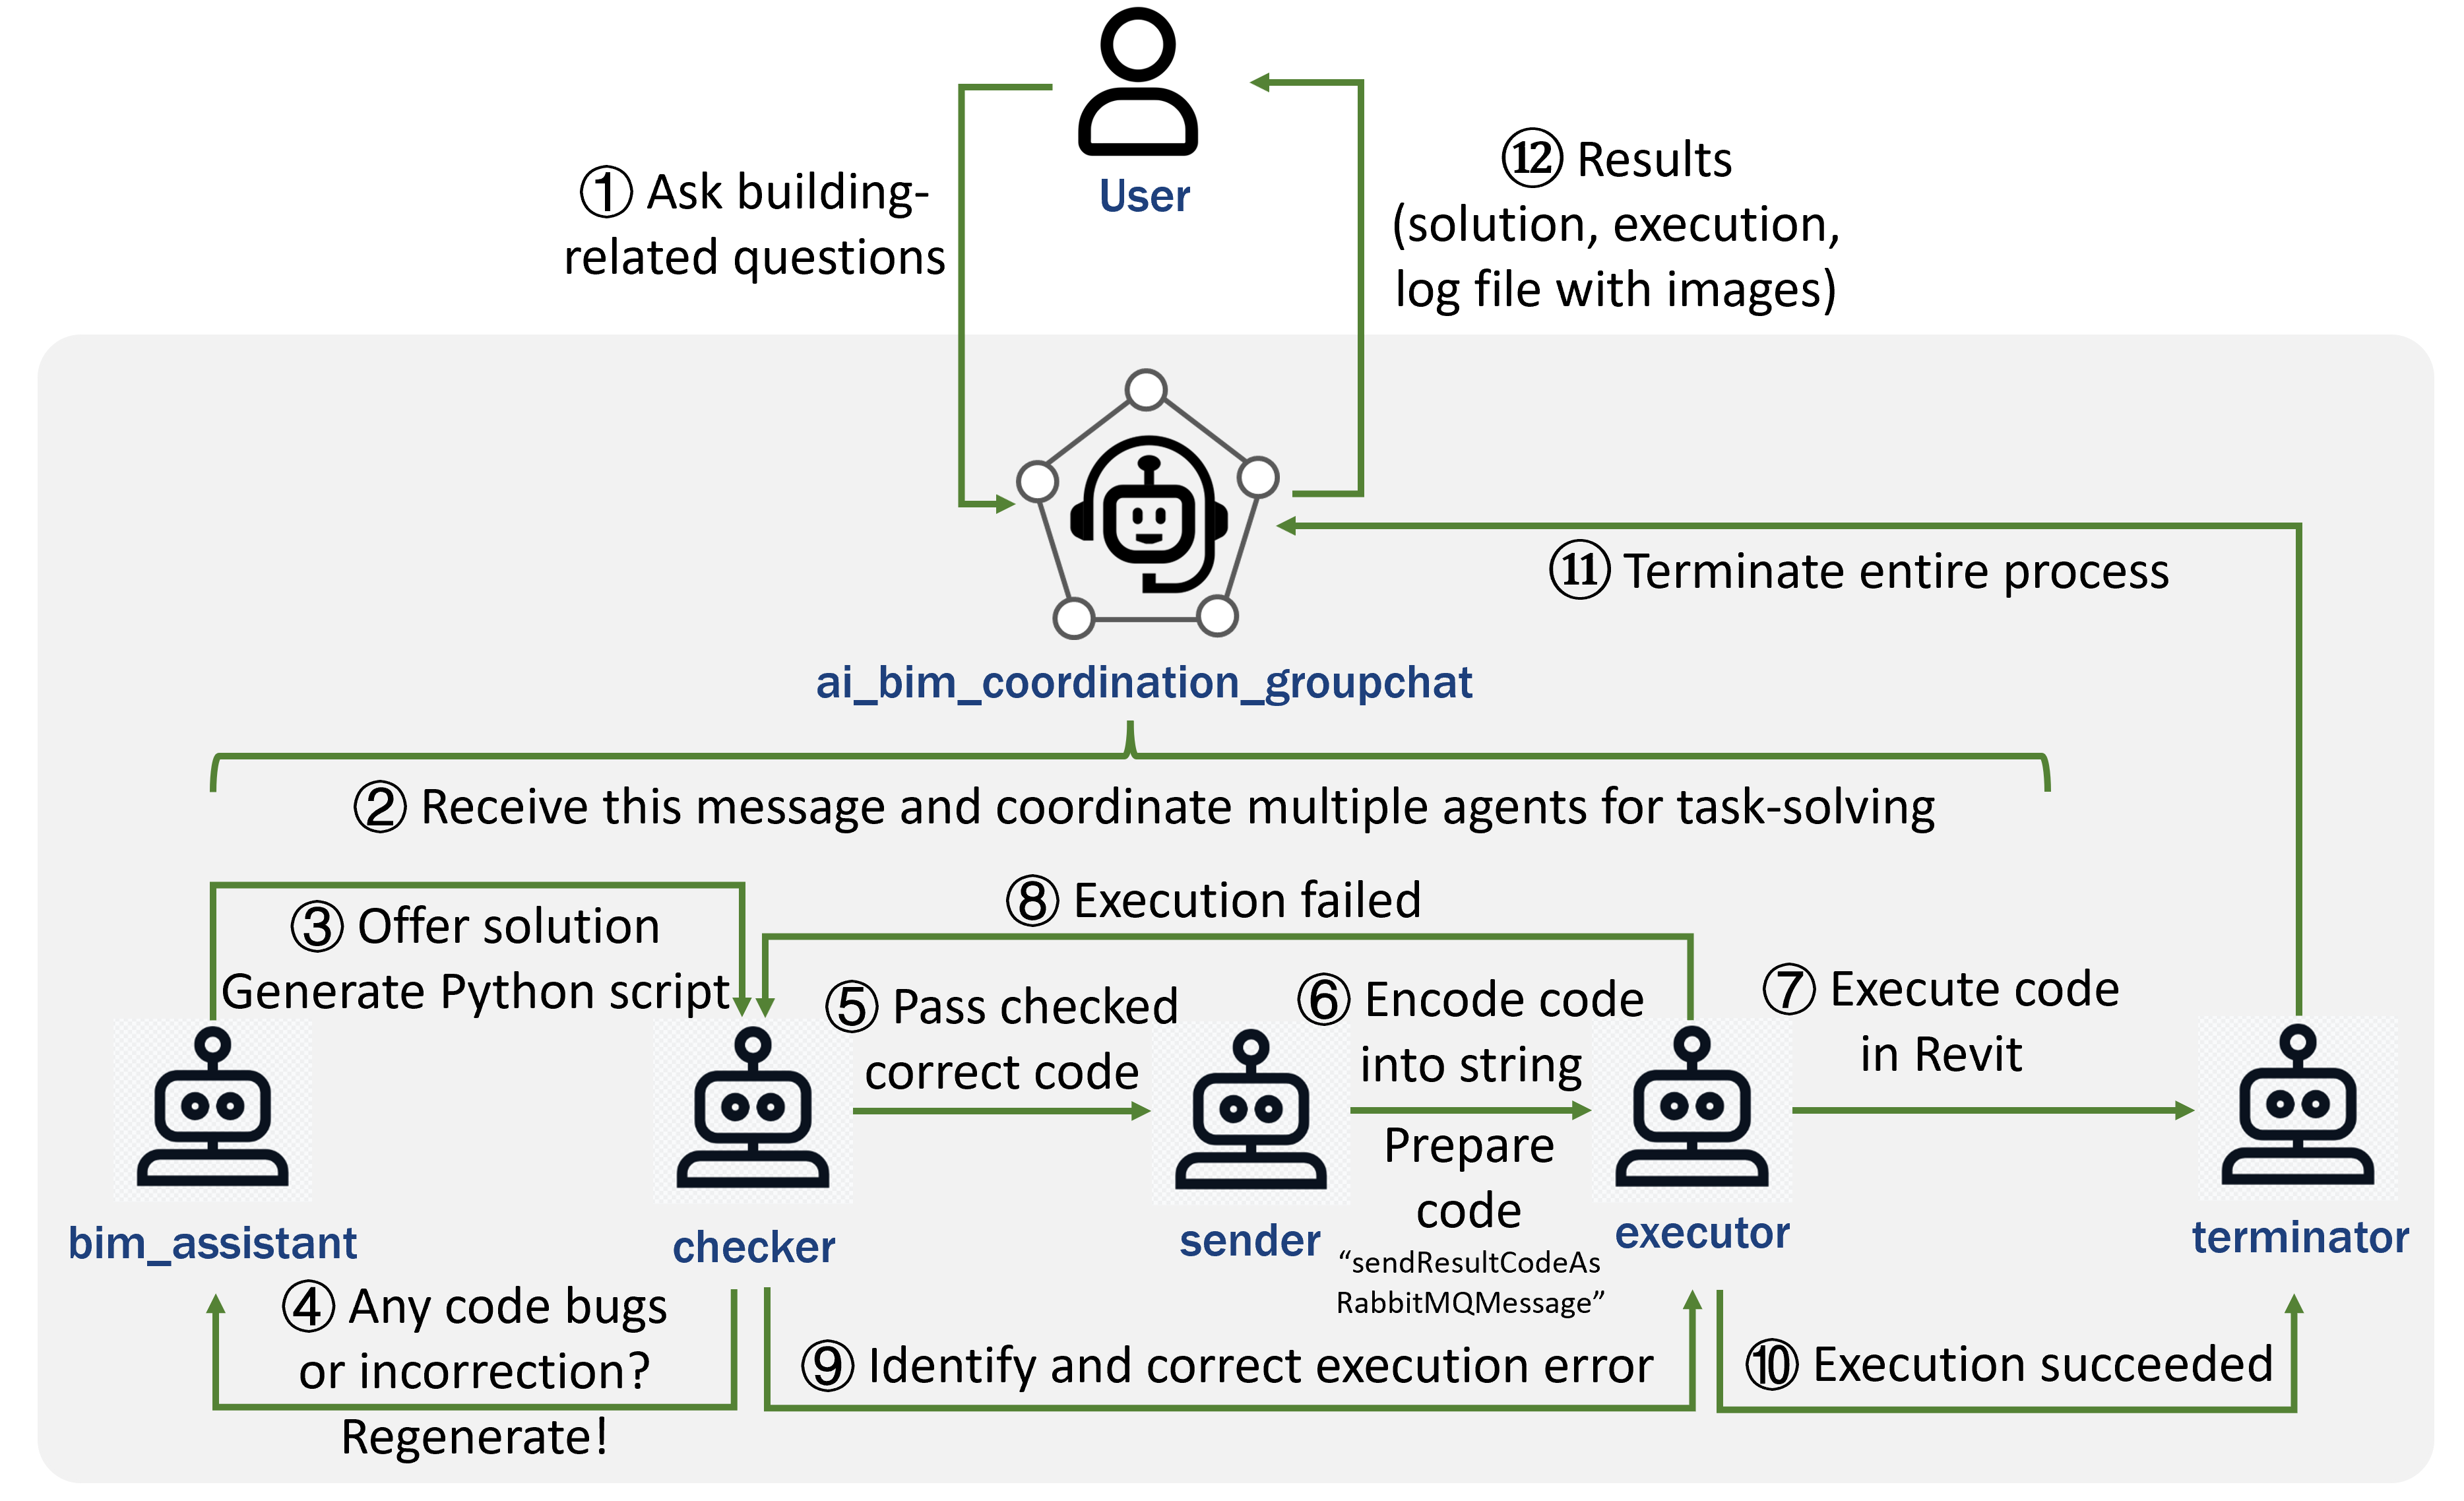 ① Ask building-
related questions
User
⑫ Results
(solution, execution,
log file with images)
⑪ Terminate entire process
ai_bim_coordination_groupchat
② Receive this message and coordinate multiple agents for task-solving
③ Offer solution
Generate Python script
⑧ Execution failed
⑤ Pass checked
correct code
⑥ Encode code
into string
Prepare
code
“sendResultCodeAs
RabbitMQMessage”
⑦ Execute code
in Revit
bim_assistant
checker
sender
executor
terminator
④ Any code bugs
or incorrection?
Regenerate!
⑨ Identify and correct execution error
⑩ Execution succeeded